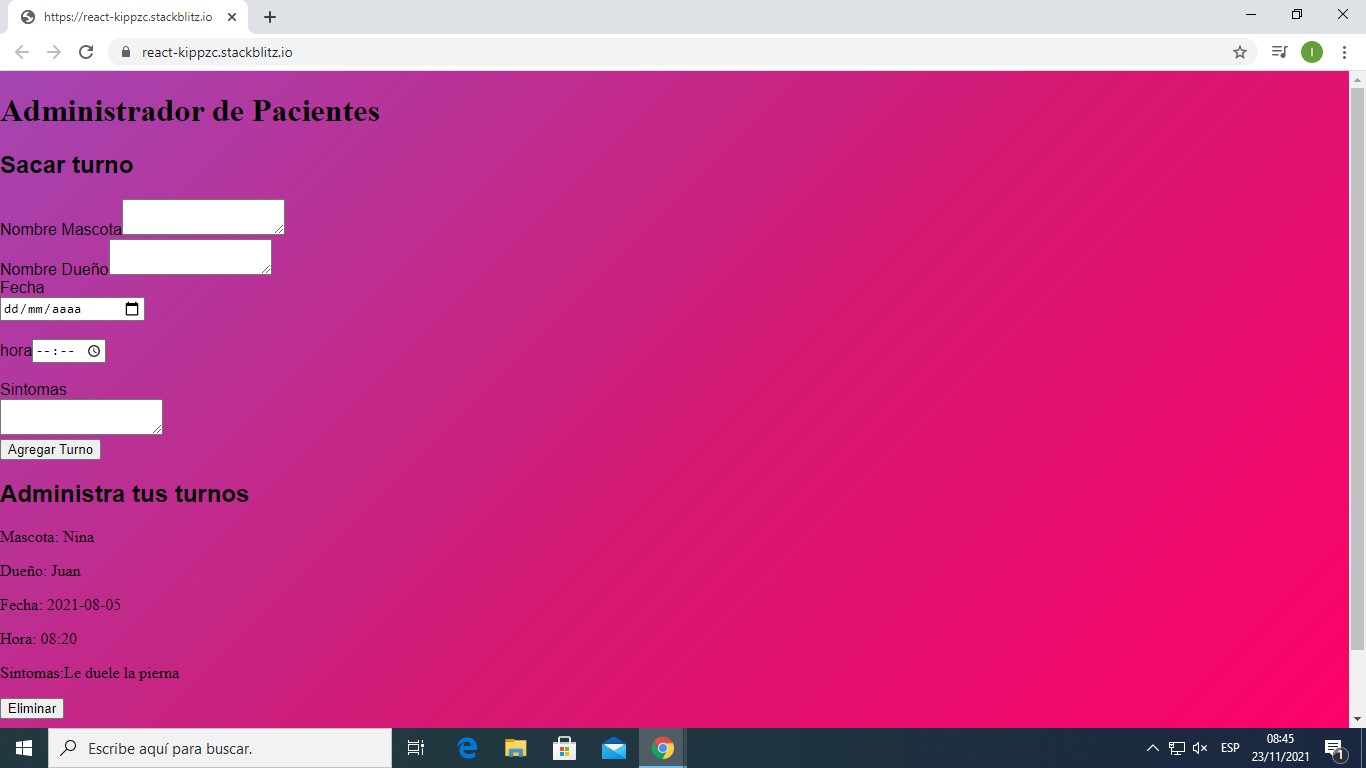 https://react-kippzc.stackblitz.io
react-kippzc.stackblitz.io
I
Administrador de Pacientes
Sacar turno
Nombre Mascota
Nombre Dueño
Fecha
dd/mm/aaaa
hora --:--
Sintomas
Agregar Turno
Administra tus turnos
Mascota: Nina
Dueño: Juan
Fecha: 2021-08-05
Hora: 08:20
Sintomas:Le duele la pierna
Eliminar
Escribe aquí para buscar.
ESP
08:45
23/11/2021
1